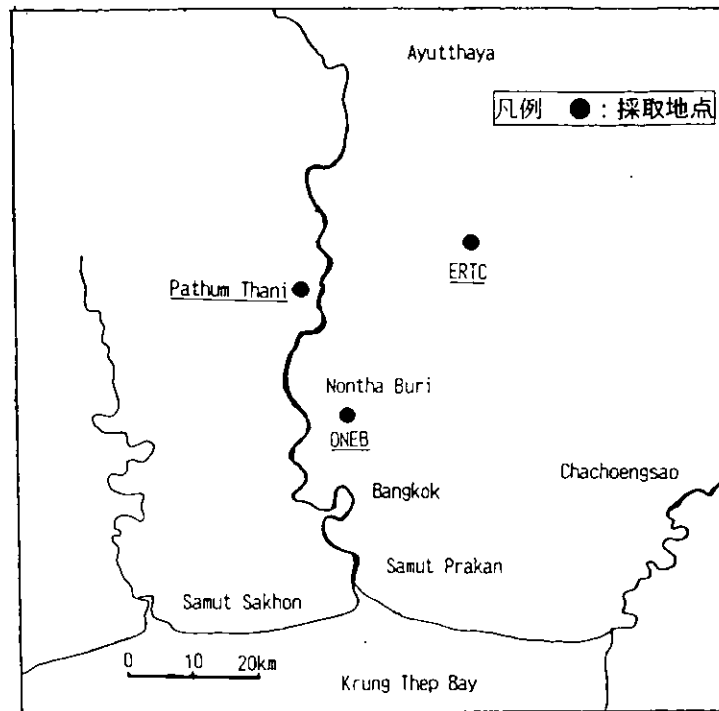 Ayutthaya
凡例 ●:採取地点
ERTC
Pathum Thani
Nontha Buri
ONEB
Chachoengsao
Bangkok
Samut Prakan
Samut Sakhon
0 10 20km
Krung Thep Bay